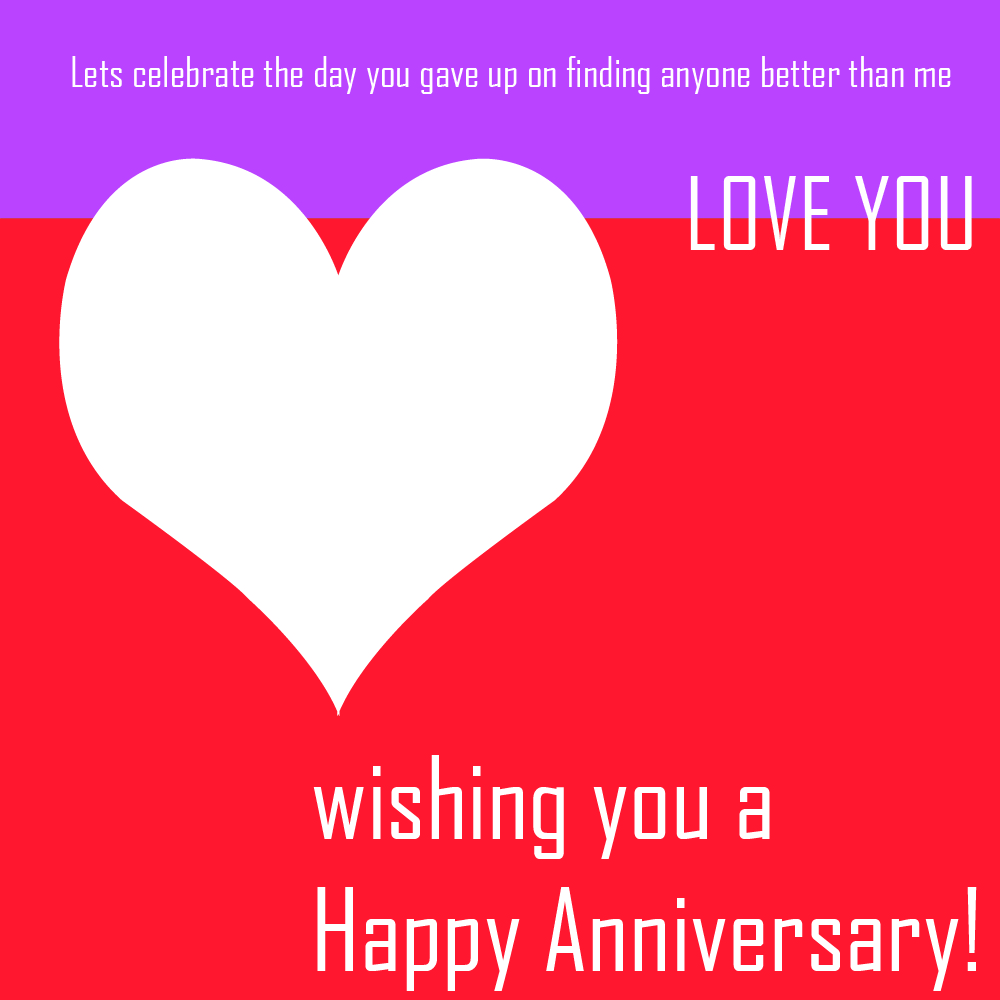 Lets celebrate the day you gave up on finding anyone better than me
LOVE YOU
wishing you a
Happy Anniversary!